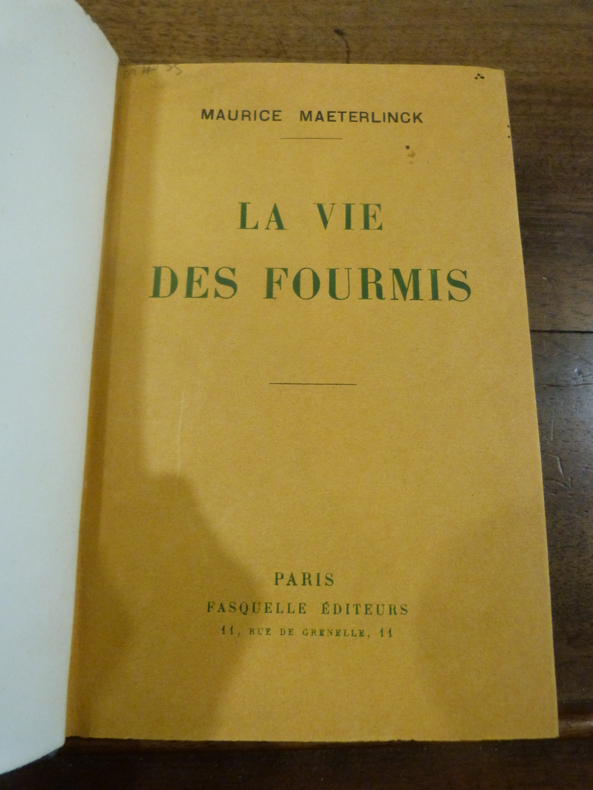 MAURICE MAETERLINCK
LA VIE
DES FOURMIS
PARIS
FASQUELLE ÉDITEURS
11, RUE DE GRENELLE, 11